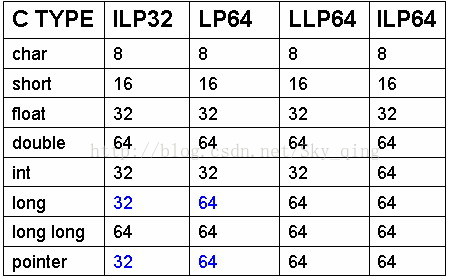 C TYPE ILP32 LP64 LLP64 ILP64
char 8 8 8 8
short 16 16 16 16
float 32 32 32 32
double 64 64 64 64
http://blog.csdn.net/Sky_qing
int 32 32 32 64
long 32 64 64 64
long long 64 64 64 64
pointer 32 64 64 64